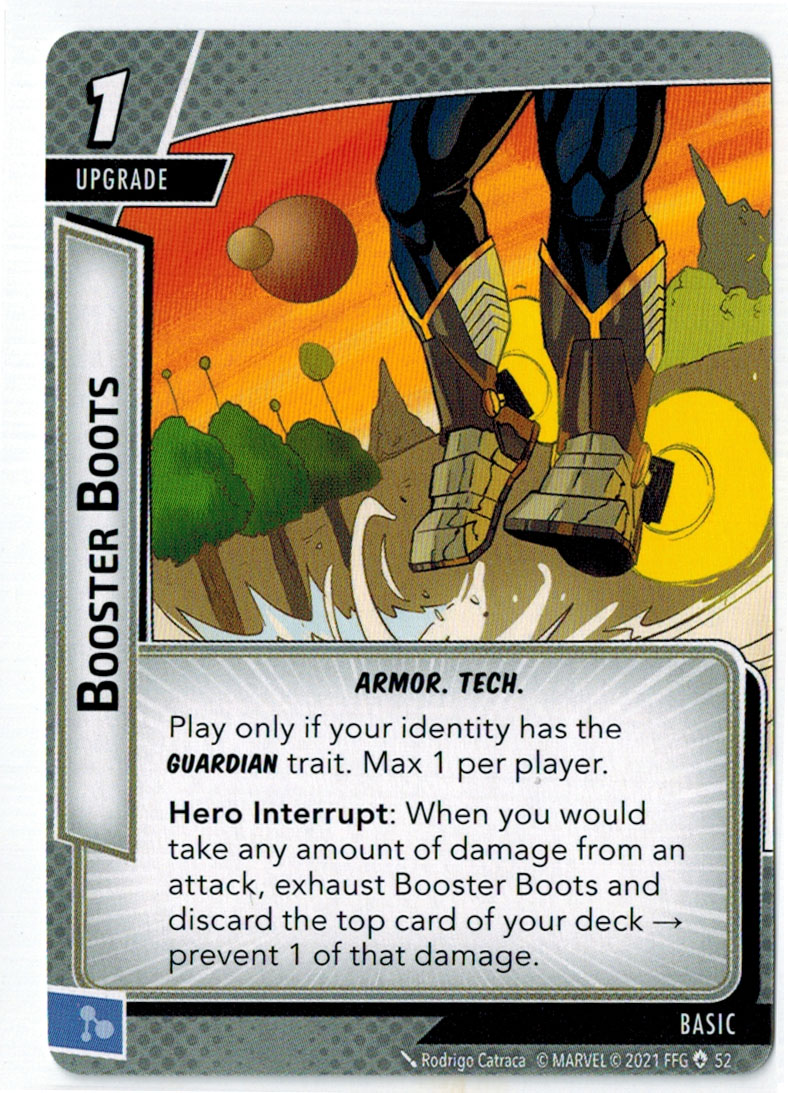 1
UPGRADE
BOOSTER BOOTS
ARMOR. TECH.
Play only if your identity has the
GUARDIAN trait. Max 1 per player.
Hero Interrupt: When you would
take any amount of damage from an
attack, exhaust Booster Boots and
discard the top card of your deck →
prevent 1 of that damage.
BASIC
Rodrigo Catraca © MARVEL © 2021 FFG 52